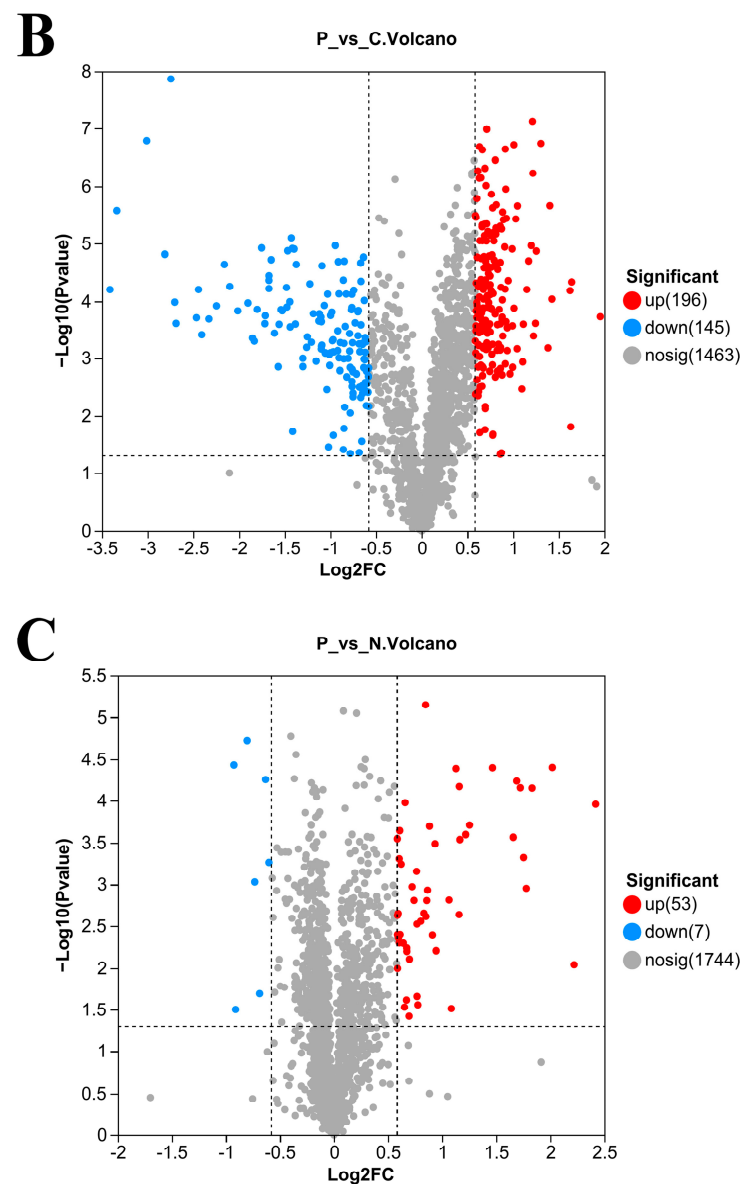 B
P_vs_C.Volcano
8
7
6
5
4
3
2
1
0
−Log10(Pvalue)
-3.5 -3 -2.5 -2 -1.5 -1 -0.5 0 0.5 1 1.5 2
Log2FC
Significant
up(196)
down(145)
nosig(1463)
C
P_vs_N.Volcano
5.5
5
4.5
4
3.5
3
2.5
2
1.5
1
0.5
0
−Log10(Pvalue)
-2 -1.5 -1 -0.5 0 0.5 1 1.5 2 2.5
Log2FC
Significant
up(53)
down(7)
nosig(1744)